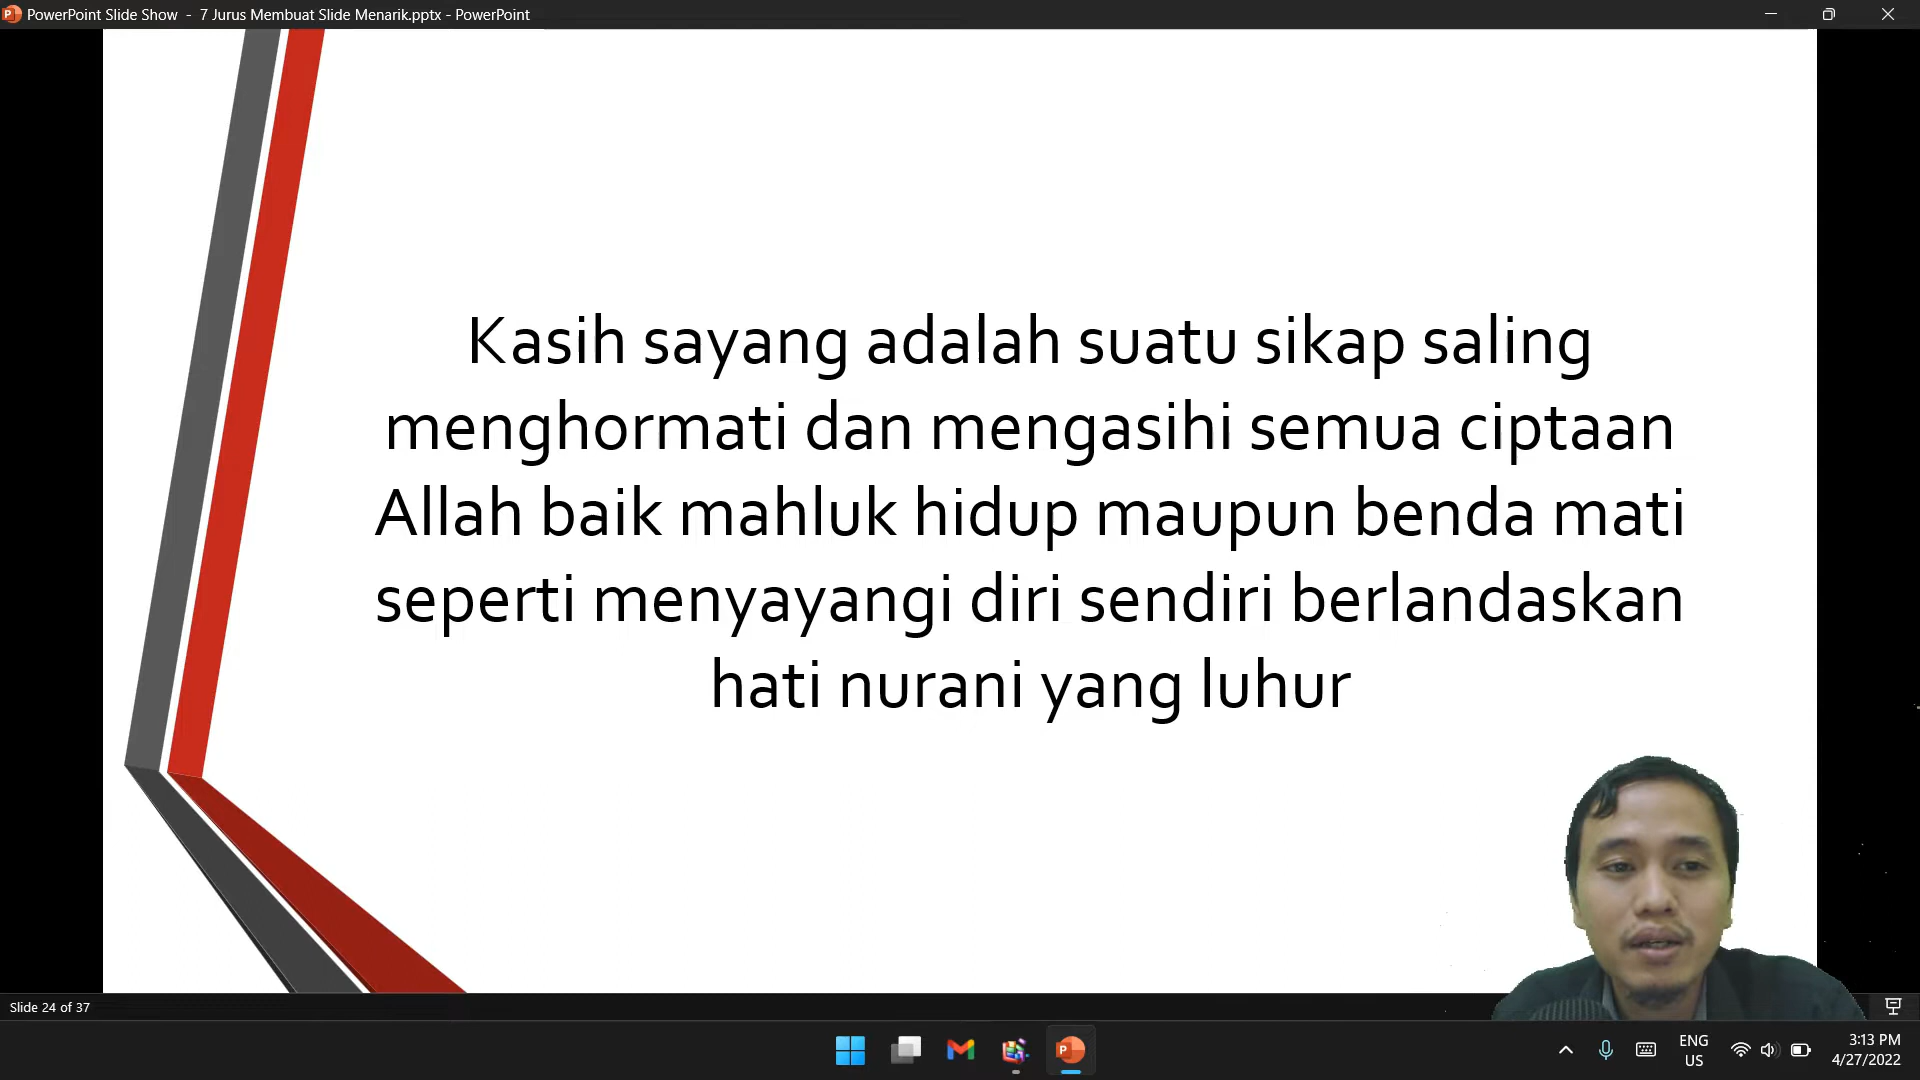 PowerPoint Slide Show - 7 Jurus Membuat Slide Menarik.pptx - PowerPoint
Kasih sayang adalah suatu sikap saling
menghormati dan mengasihi semua ciptaan
Allah baik mahluk hidup maupun benda mati
seperti menyayangi diri sendiri berlandaskan
hati nurani yang luhur
Slide 24 of 37
ENG
US
3:13 PM
4/27/2022